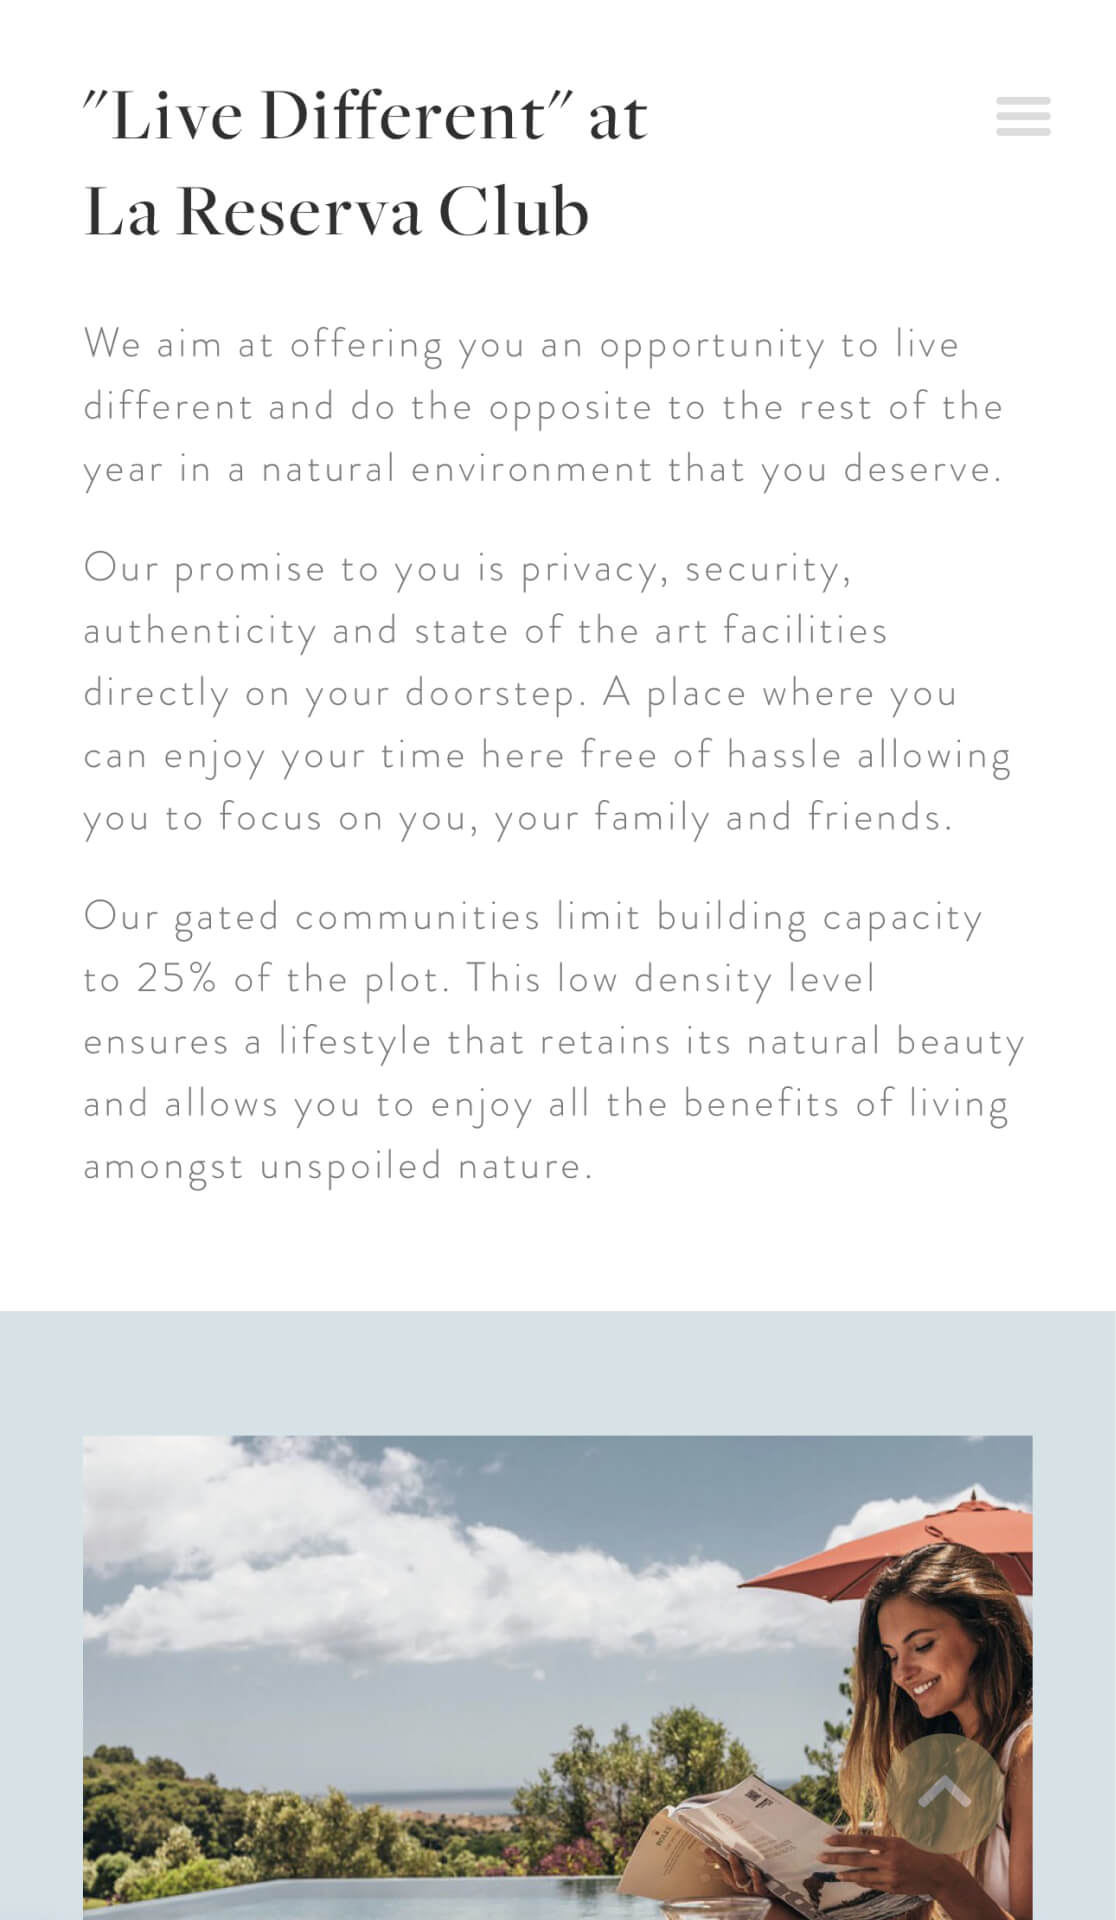 "Live Different" at
La Reserva Club
We aim at offering you an opportunity to live
different and do the opposite to the rest of the
year in a natural environment that you deserve.
Our promise to you is privacy, security,
authenticity and state of the art facilities
directly on your doorstep. A place where you
can enjoy your time here free of hassle allowing
you to focus on you, your family and friends.
Our gated communities limit building capacity
to 25% of the plot. This low density level
ensures a lifestyle that retains its natural beauty
and allows you to enjoy all the benefits of living
amongst unspoiled nature.